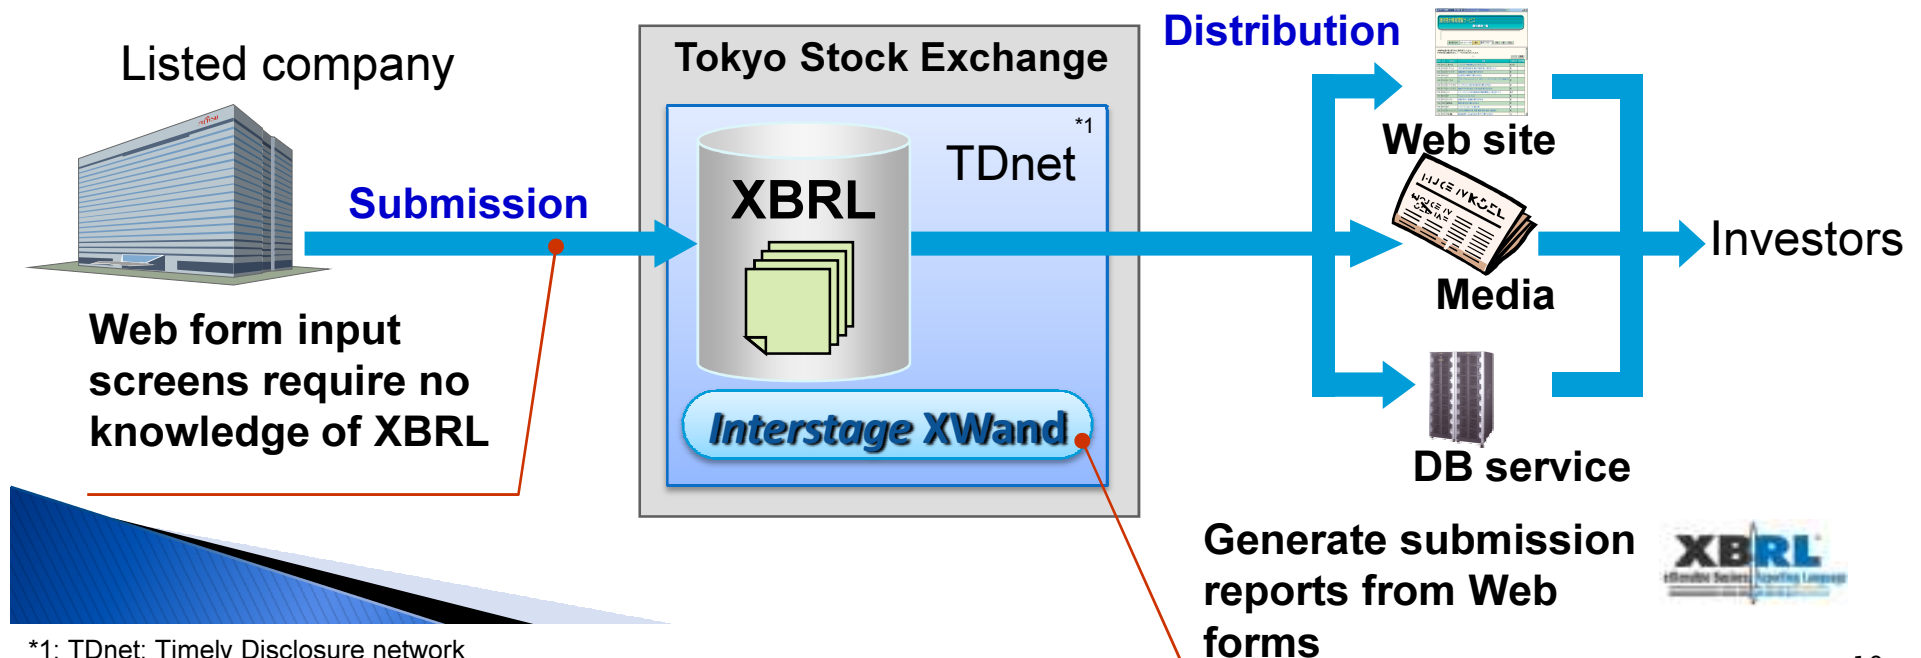 Listed company
FUJITSU
Submission
Web form input
screens require no
knowledge of XBRL
Tokyo Stock Exchange
*1
TDnet
XBRL
Interstage XWand
Distribution
Web site
Media
DB service
Investors
Generate submission
reports from Web
forms
XBRL
*1: TDnet: Timely Disclosure network